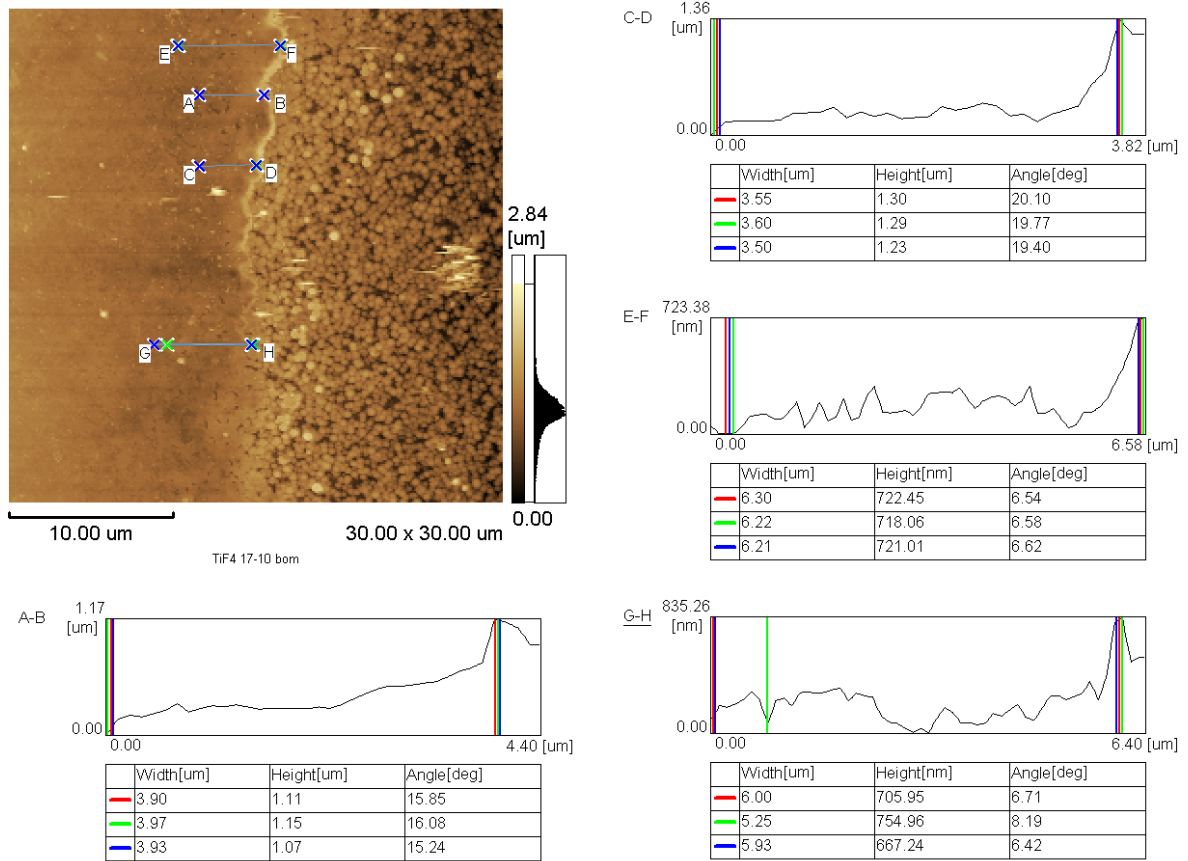 E
F
A
B
C
D
G
H
2.84
[um]
0.00
10.00 um
30.00 x 30.00 um
TiF4 17-10 bom
C-D
1.36
[um]
0.00
0.00
3.82 [um]
Width[um] Height[um] Angle[deg]
3.55 1.30 20.10
3.60 1.29 19.77
3.50 1.23 19.40
E-F
723.38
[nm]
0.00
0.00
6.58 [um]
Width[um] Height[nm] Angle[deg]
6.30 722.45 6.54
6.22 718.06 6.58
6.21 721.01 6.62
A-B
1.17
[um]
0.00
0.00
4.40 [um]
Width[um] Height[um] Angle[deg]
3.90 1.11 15.85
3.97 1.15 16.08
3.93 1.07 15.24
G-H
835.26
[nm]
0.00
0.00
6.40 [um]
Width[um] Height[nm] Angle[deg]
6.00 705.95 6.71
5.25 754.96 8.19
5.93 667.24 6.42